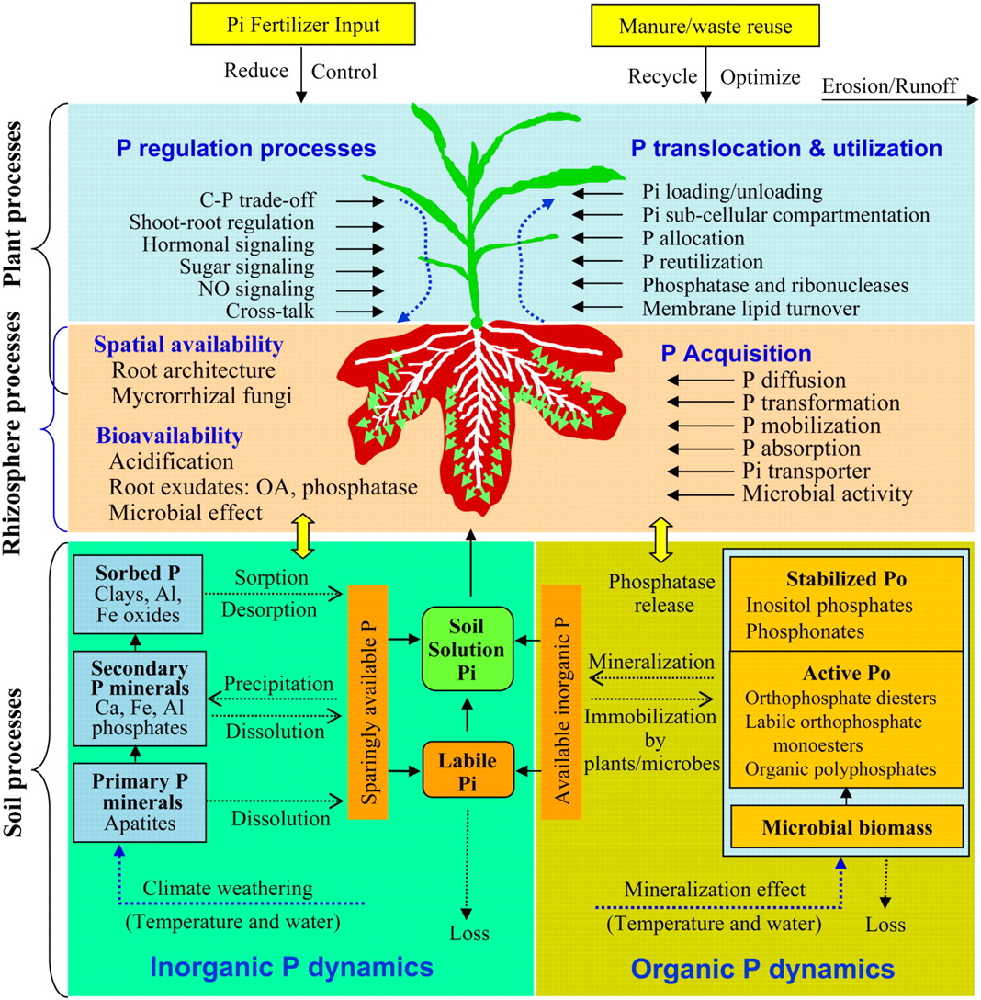 Pi Fertilizer Input
Manure/waste reuse
Reduce
Control
Recycle
Optimize
Erosion/Runoff
Plant processes
P regulation processes
C-P trade-off
Shoot-root regulation
Hormonal signaling
Sugar signaling
NO signaling
Cross-talk
P translocation & utilization
Pi loading/unloading
Pi sub-cellular compartmentation
P allocation
P reutilization
Phosphatase and ribonucleases
Membrane lipid turnover
Rhizosphere processes
Spatial availability
Root architecture
Mycrorrhizal fungi
Bioavailability
Acidification
Root exudates: OA, phosphatase
Microbial effect
P Acquisition
P diffusion
P transformation
P mobilization
P absorption
Pi transporter
Microbial activity
Soil processes
Sorbed P
Clays, Al,
Fe oxides
Secondary
P minerals
Ca, Fe, Al
phosphates
Primary P
minerals
Apatites
Sorption
Desorption
Precipitation
Dissolution
Dissolution
Climate weathering
(Temperature and water)
Sparingly available P
Soil
Solution
Pi
Labile
Pi
Loss
Inorganic P dynamics
Available inorganic P
Phosphatase
release
Mineralization
Immobilization
by
plants/microbes
Stabilized Po
Inositol phosphates
Phosphonates
Active Po
Orthophosphate diesters
Labile orthophosphate
monoesters
Organic polyphosphates
Microbial biomass
Mineralization effect
(Temperature and water)
Loss
Organic P dynamics